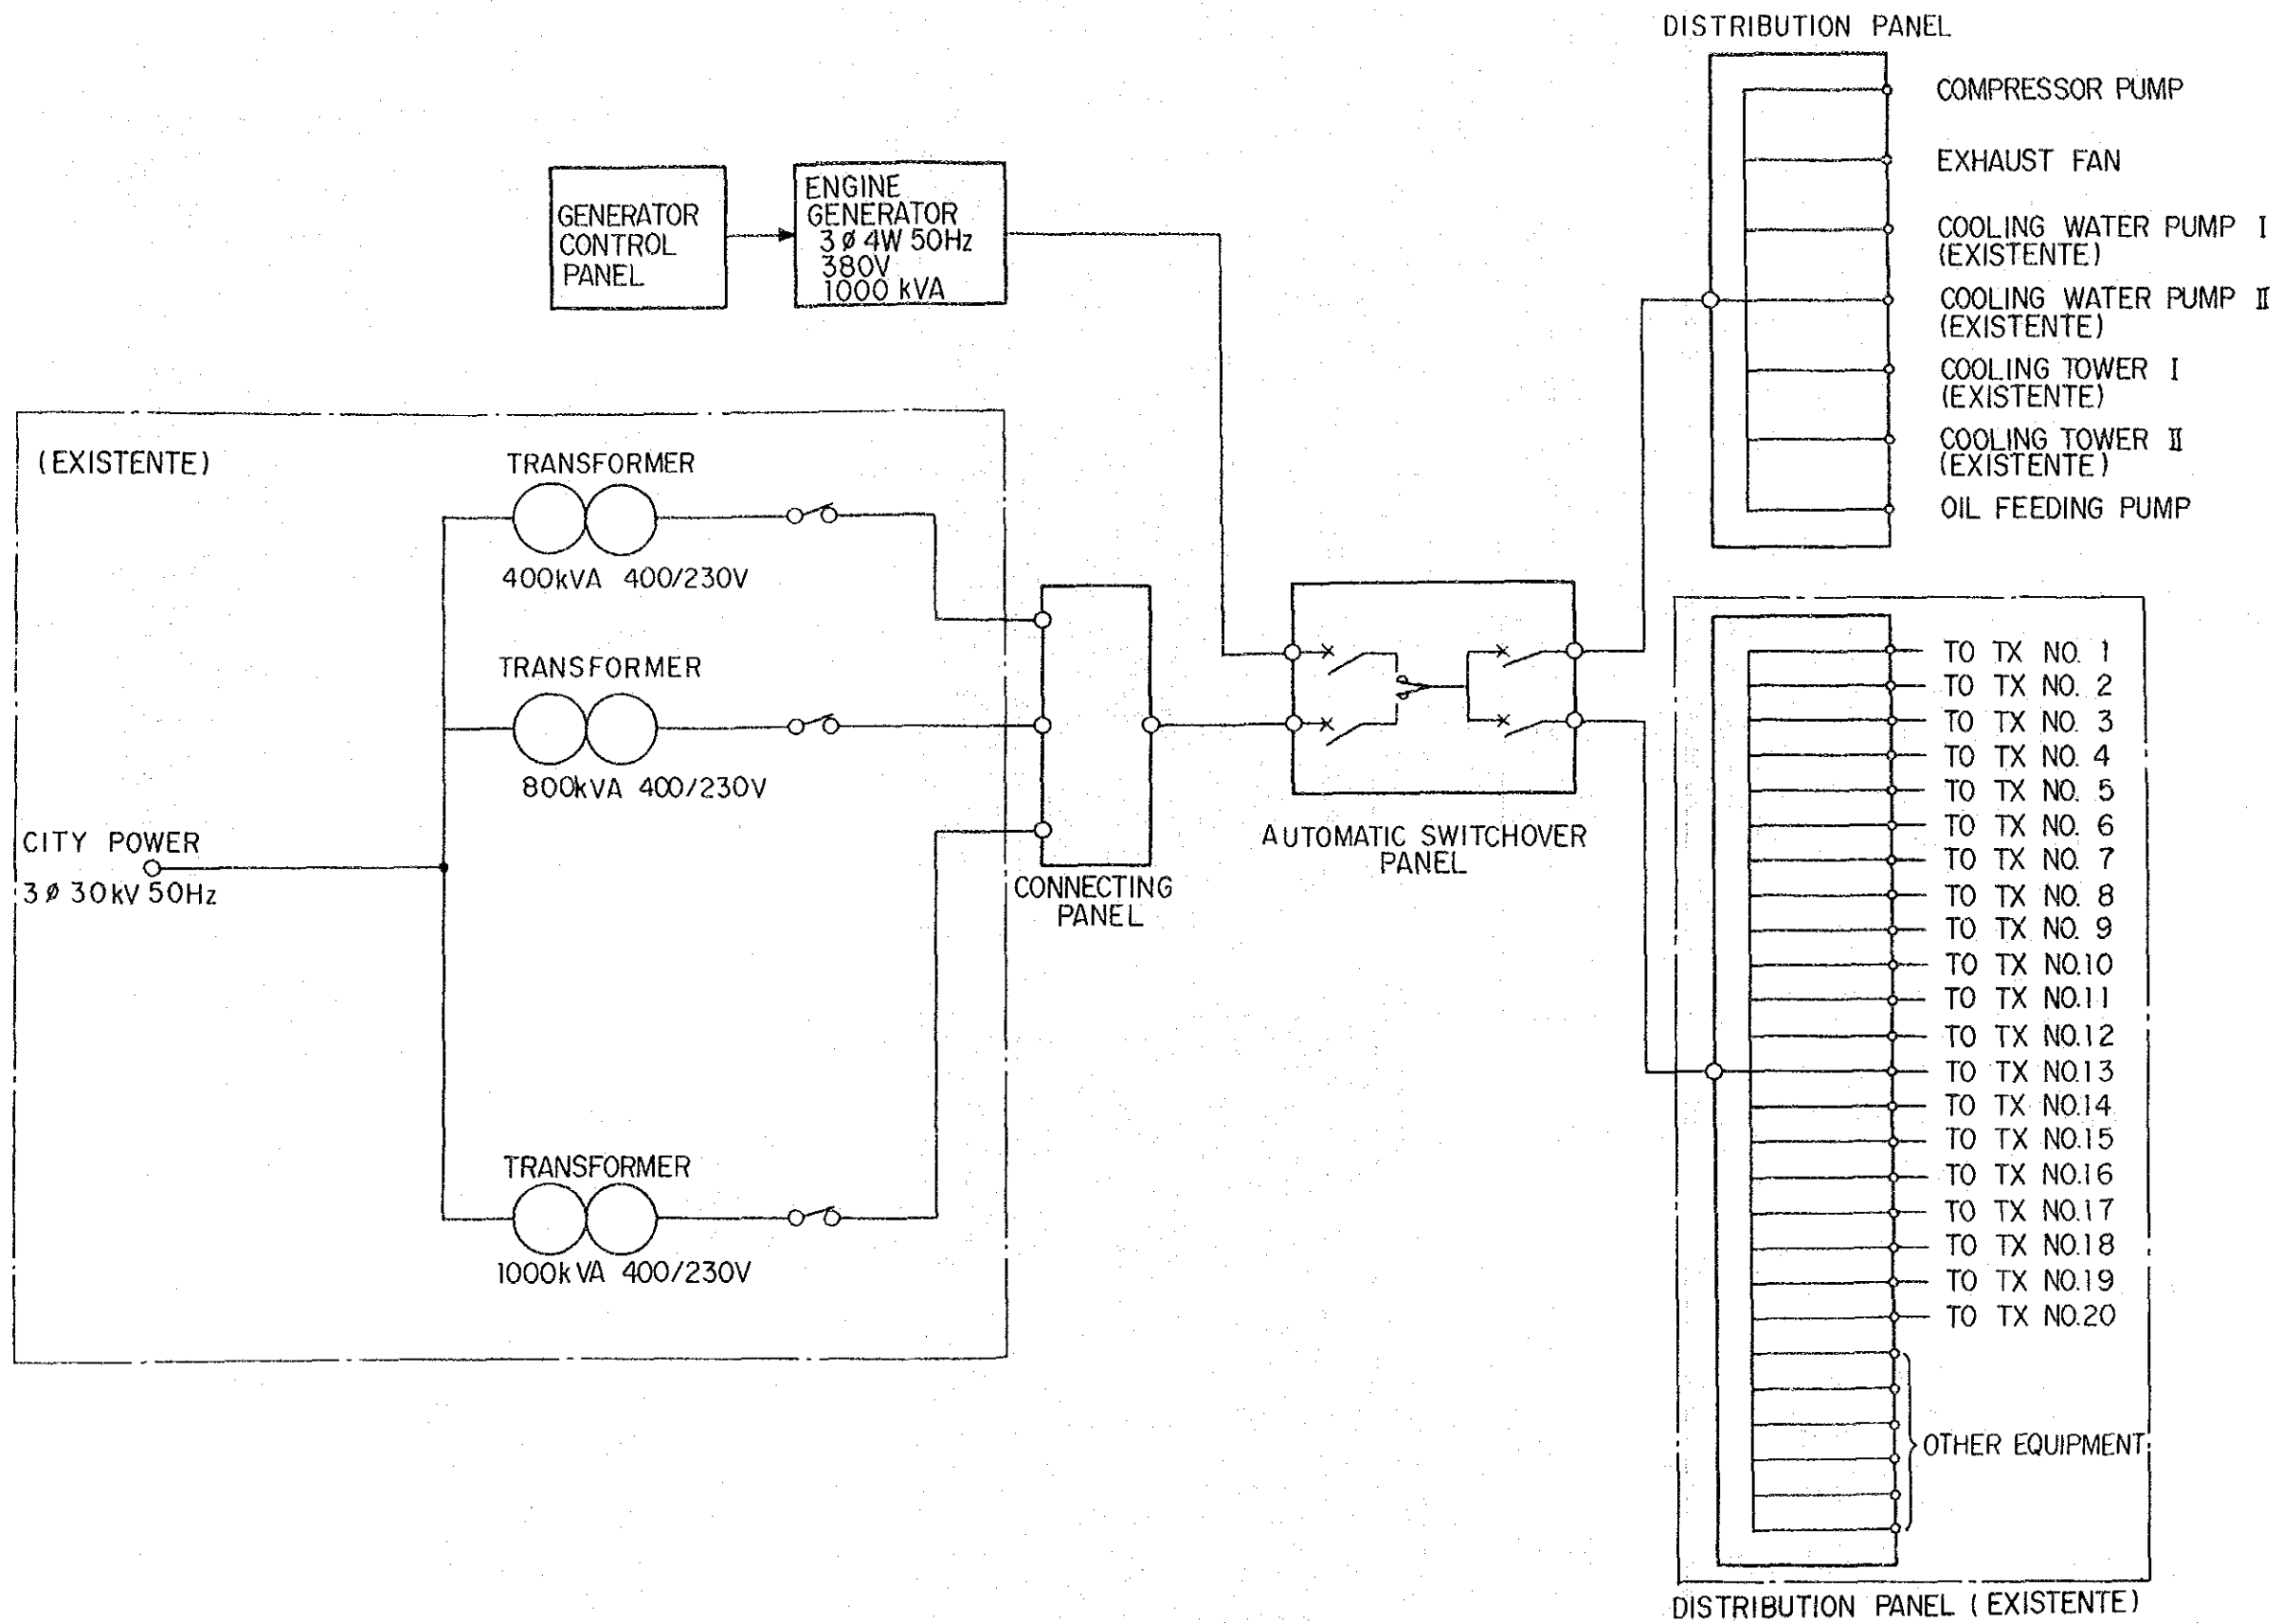 DISTRIBUTION PANEL
COMPRESSOR PUMP
EXHAUST FAN
COOLING WATER PUMP I
(EXISTENTE)
COOLING WATER PUMP II
(EXISTENTE)
COOLING TOWER I
(EXISTENTE)
COOLING TOWER II
(EXISTENTE)
OIL FEEDING PUMP
GENERATOR
CONTROL
PANEL
ENGINE
GENERATOR
3ø 4W 50Hz
380V
1000 kVA
(EXISTENTE)
TRANSFORMER
400kVA 400/230V
TRANSFORMER
800kVA 400/230V
CITY POWER
3ø 30kV 50Hz
TRANSFORMER
1000kVA 400/230V
CONNECTING
PANEL
AUTOMATIC SWITCHOVER
PANEL
TO TX NO. 1
TO TX NO. 2
TO TX NO. 3
TO TX NO. 4
TO TX NO. 5
TO TX NO. 6
TO TX NO. 7
TO TX NO. 8
TO TX NO. 9
TO TX NO.10
TO TX NO.11
TO TX NO.12
TO TX NO.13
TO TX NO.14
TO TX NO.15
TO TX NO.16
TO TX NO.17
TO TX NO.18
TO TX NO.19
TO TX NO.20
OTHER EQUIPMENT
DISTRIBUTION PANEL (EXISTENTE)